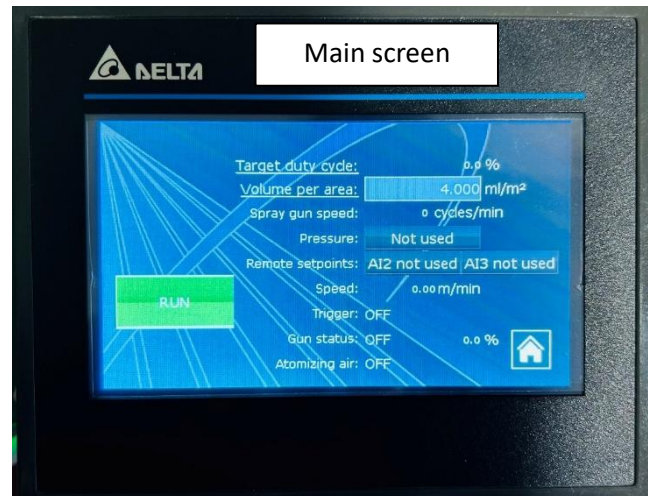 Main screen
DELTA
Target duty cycle: 0.0 %
Volume per area: 4.000 ml/m²
Spray gun speed: 0 cycles/min
Pressure: Not used
Remote setpoints: AI2 not used AI3 not used
Speed: 0.00 m/min
RUN
Trigger: OFF
Gun status: OFF 0.0 %
Atomizing air: OFF